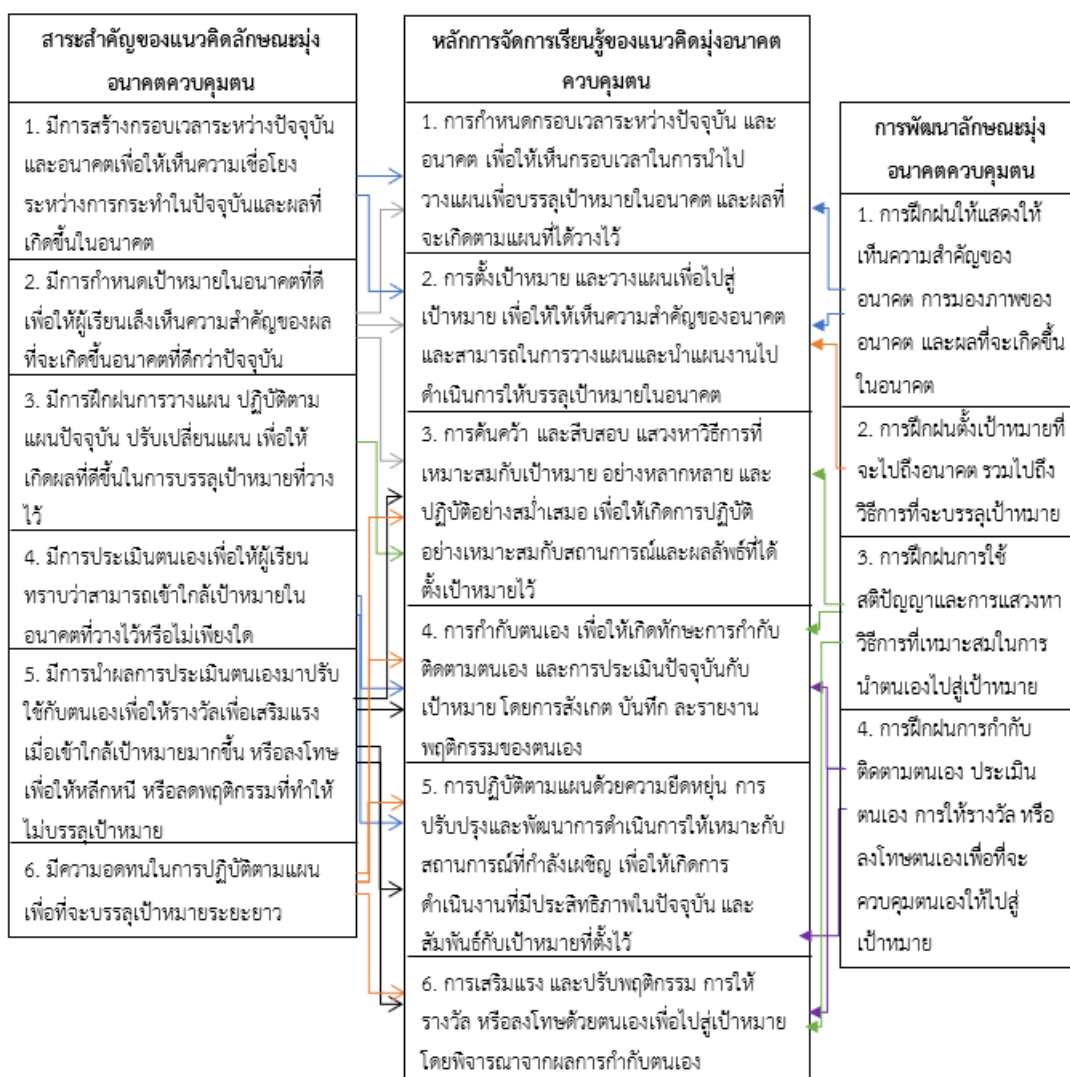 สาระสำคัญของแนวคิดลักษณะมุ่ง
อนาคตควบคุมตน
1. มีการสร้างกรอบเวลาระหว่างปัจจุบัน
และอนาคตเพื่อให้เห็นความเชื่อโยง
ระหว่างการกระทำในปัจจุบันและผลที่
เกิดขึ้นในอนาคต
2. มีการกำหนดเป้าหมายในอนาคตที่ดี
เพื่อให้ผู้เรียนเล็งเห็นความสำคัญของผล
ที่จะเกิดขึ้นอนาคตที่ดีกว่าปัจจุบัน
3. มีการฝึกฝนการวางแผน ปฏิบัติตาม
แผนปัจจุบัน ปรับเปลี่ยนแผน เพื่อให้
เกิดผลที่ดีขึ้นในการบรรลุเป้าหมายที่วาง
ไว้
4. มีการประเมินตนเองเพื่อให้ผู้เรียน
ทราบว่าสามารถเข้าใกล้เป้าหมายใน
อนาคตที่วางไว้หรือไม่เพียงใด
5. มีการนำผลการประเมินตนเองมาปรับ
ใช้กับตนเองเพื่อให้รางวัลเพื่อเสริมแรง
เมื่อเข้าใกล้เป้าหมายมากขึ้น หรือลงโทษ
เพื่อให้หลีกหนี หรือลดพฤติกรรมที่ทำให้
ไม่บรรลุเป้าหมาย
6. มีความอดทนในการปฏิบัติตามแผน
เพื่อที่จะบรรลุเป้าหมายระยะยาว
หลักการจัดการเรียนรู้ของแนวคิดมุ่งอนาคต
ควบคุมตน
1. การกำหนดกรอบเวลาระหว่างปัจจุบัน และ
อนาคต เพื่อให้เห็นกรอบเวลาในการนำไป
วางแผนเพื่อบรรลุเป้าหมายในอนาคต และผลที่
จะเกิดตามแผนที่ได้วางไว้
2. การตั้งเป้าหมาย และวางแผนเพื่อไปสู่
เป้าหมาย เพื่อให้ให้เห็นความสำคัญของอนาคต
และสามารถในการวางแผนและนำแผนงานไป
ดำเนินการให้บรรลุเป้าหมายในอนาคต
3. การค้นคว้า และสืบสอบ แสวงหาวิธีการที่
เหมาะสมกับเป้าหมาย อย่างหลากหลาย และ
ปฏิบัติอย่างสม่ำเสมอ เพื่อให้เกิดการปฏิบัติ
อย่างเหมาะสมกับสถานการณ์และผลลัพธ์ที่ได้
ตั้งเป้าหมายไว้
4. การกำกับตนเอง เพื่อให้เกิดทักษะการกำกับ
ติดตามตนเอง และการประเมินปัจจุบันกับ
เป้าหมาย โดยการสังเกต บันทึก ละรายงาน
พฤติกรรมของตนเอง
5. การปฏิบัติตามแผนด้วยความยืดหยุ่น การ
ปรับปรุงและพัฒนาการดำเนินการให้เหมาะกับ
สถานการณ์ที่กำลังเผชิญ เพื่อให้เกิดการ
ดำเนินงานที่มีประสิทธิภาพในปัจจุบัน และ
สัมพันธ์กับเป้าหมายที่ตั้งไว้
6. การเสริมแรง และปรับพฤติกรรม การให้
รางวัล หรือลงโทษด้วยตนเองเพื่อไปสู่เป้าหมาย
โดยพิจารณาจากผลการกำกับตนเอง
การพัฒนาลักษณะมุ่ง
อนาคตควบคุมตน
1. การฝึกฝนให้แสดงให้
เห็นความสำคัญของ
อนาคต การมองภาพของ
อนาคต และผลที่จะเกิดขึ้น
ในอนาคต
2. การฝึกฝนตั้งเป้าหมายที่
จะไปถึงอนาคต รวมไปถึง
วิธีการที่จะบรรลุเป้าหมาย
3. การฝึกฝนการใช้
สติปัญญาและการแสวงหา
วิธีการที่เหมาะสมในการ
นำตนเองไปสู่เป้าหมาย
4. การฝึกฝนการกำกับ
ติดตามตนเอง ประเมิน
ตนเอง การให้รางวัล หรือ
ลงโทษตนเองเพื่อที่จะ
ควบคุมตนเองให้ไปสู่
เป้าหมาย